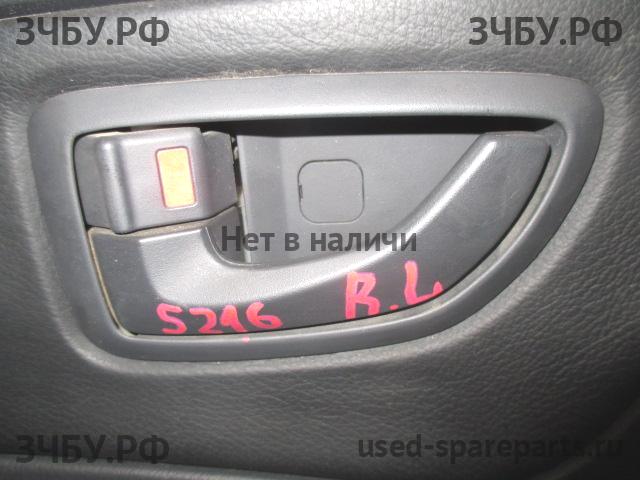 ЗЧБУ.РФ ЗЧБУ.РФ
Нет в наличи
S216 R.L
ЗЧБУ.РФ used-spareparts.ru